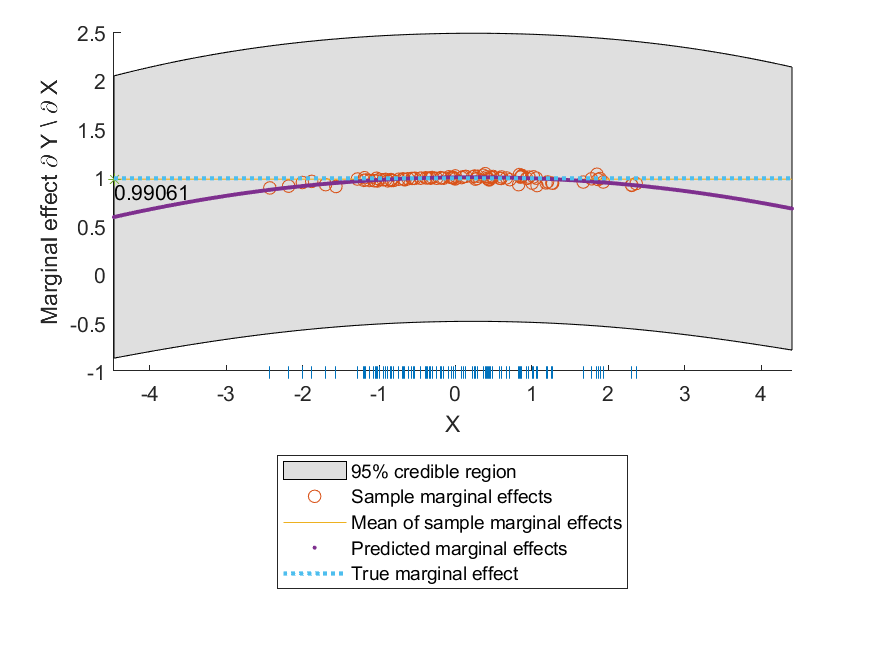 2.5
2
1.5
1
0.99061
0.5
0
-0.5
-1
Marginal effect ∂ Y \ ∂ X
-4 -3 -2 -1 0 1 2 3 4
X
95% credible region
Sample marginal effects
Mean of sample marginal effects
Predicted marginal effects
True marginal effect